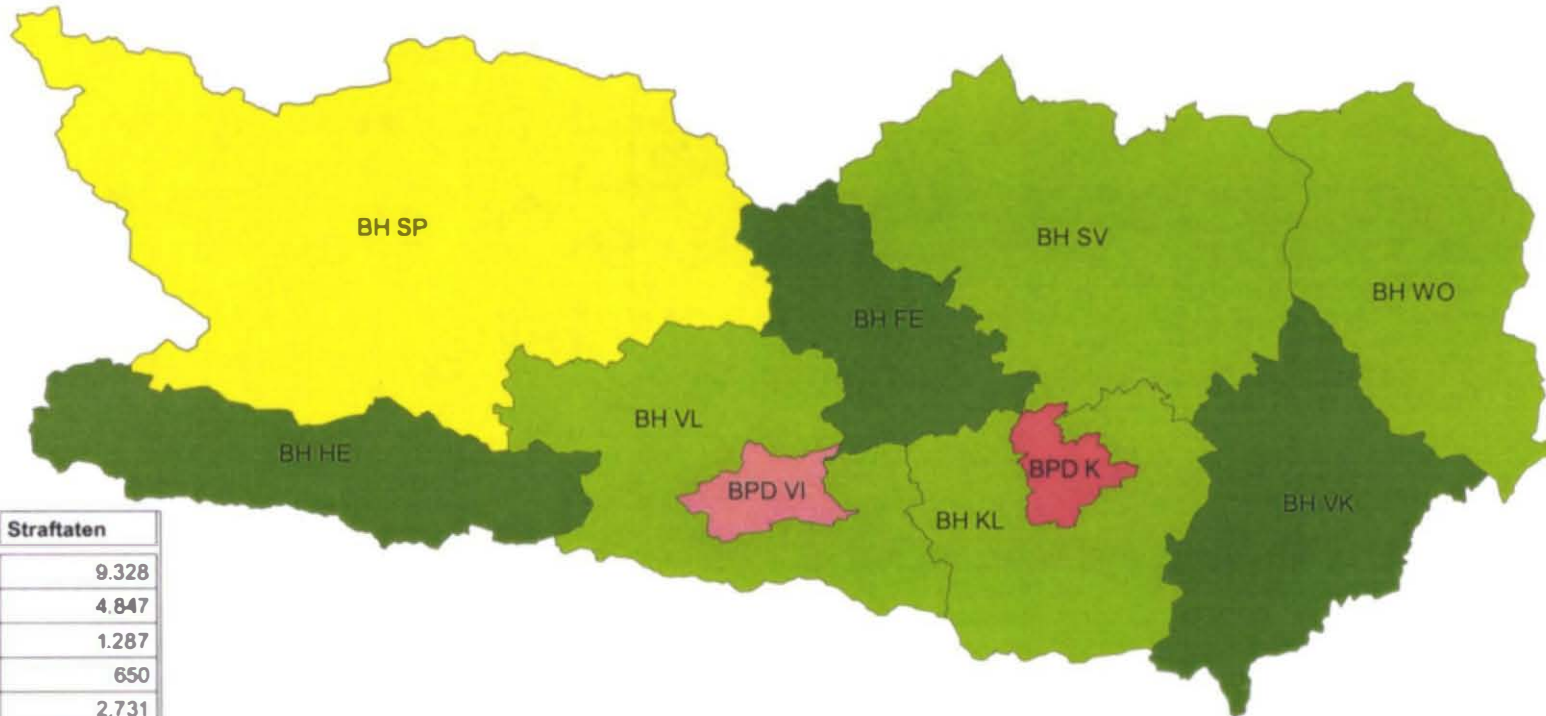 BH SP
BH SV
BH WO
BH FE
BH VL
BH HE
BPD VI
BPD K
BH KL
BH VK
Straftaten
9.328
4.847
1.287
650
2.731